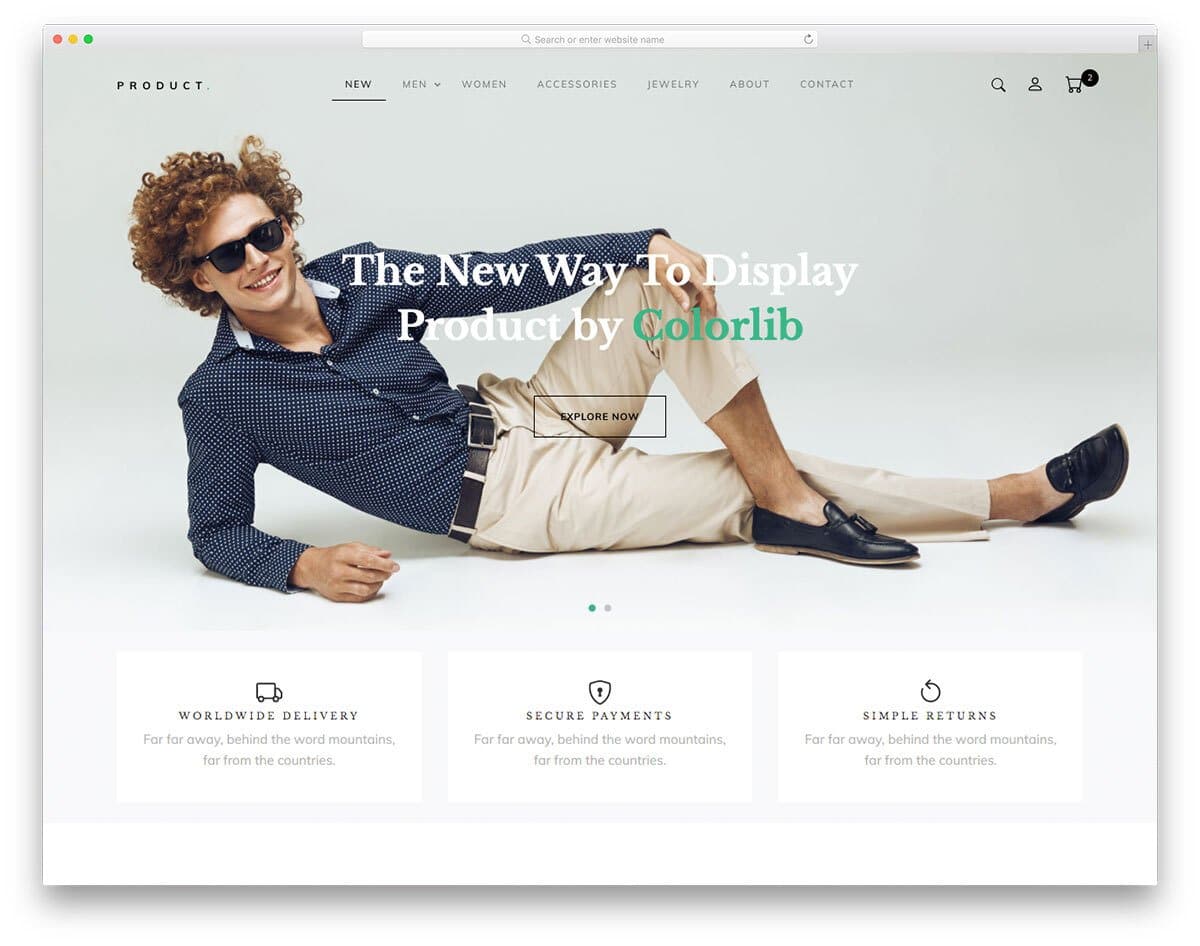 Search or enter website name
PRODUCT.
NEW MEN WOMEN ACCESSORIES JEWELRY ABOUT CONTACT
2
The New Way To Display
Product by Colorlib
EXPLORE NOW
WORLDWIDE DELIVERY
Far far away, behind the word mountains,
far from the countries.
SECURE PAYMENTS
Far far away, behind the word mountains,
far from the countries.
SIMPLE RETURNS
Far far away, behind the word mountains,
far from the countries.